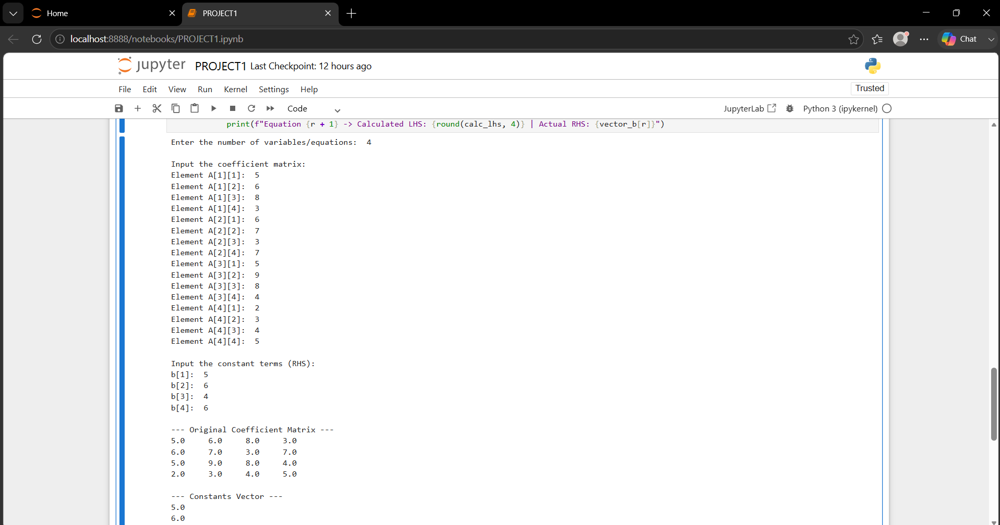 Home
PROJECT1
localhost:8888/notebooks/PROJECT1.ipynb
Chat
jupyter PROJECT1 Last Checkpoint: 12 hours ago
File Edit View Run Kernel Settings Help
Trusted
Code
JupyterLab
Python 3 (ipykernel)
print(f"Equation {r + 1} -> Calculated LHS: {round(calc_lhs, 4)} | Actual RHS: {vector_b[r]}")
Enter the number of variables/equations:  4
Input the coefficient matrix:
Element A[1][1]:  5
Element A[1][2]:  6
Element A[1][3]:  8
Element A[1][4]:  3
Element A[2][1]:  6
Element A[2][2]:  7
Element A[2][3]:  3
Element A[2][4]:  7
Element A[3][1]:  5
Element A[3][2]:  9
Element A[3][3]:  8
Element A[3][4]:  4
Element A[4][1]:  2
Element A[4][2]:  3
Element A[4][3]:  4
Element A[4][4]:  5
Input the constant terms (RHS):
b[1]:  5
b[2]:  6
b[3]:  4
b[4]:  6
--- Original Coefficient Matrix ---
5.0     6.0     8.0     3.0
6.0     7.0     3.0     7.0
5.0     9.0     8.0     4.0
2.0     3.0     4.0     5.0
--- Constants Vector ---
5.0
6.0